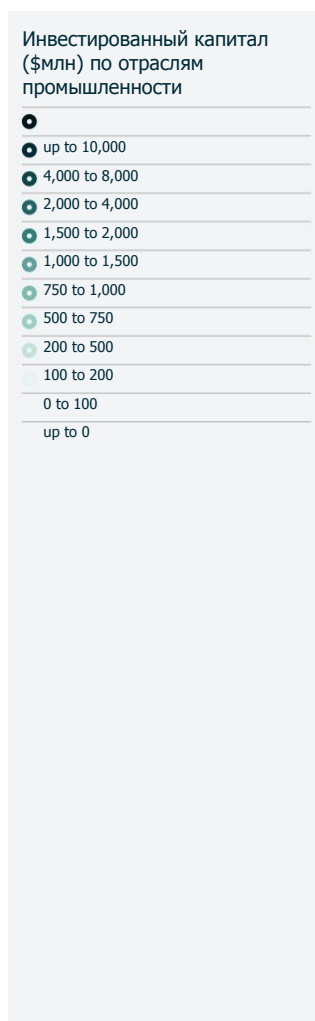 Инвестированный капитал
($млн) по отраслям
промышленности
up to 10,000
4,000 to 8,000
2,000 to 4,000
1,500 to 2,000
1,000 to 1,500
750 to 1,000
500 to 750
200 to 500
100 to 200
0 to 100
up to 0